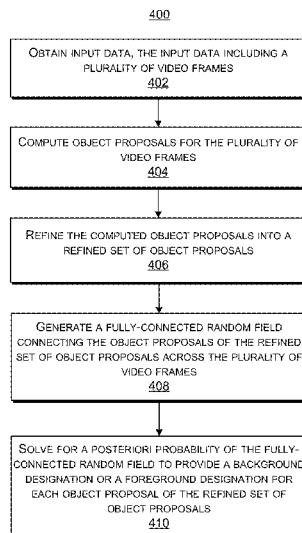 400
OBTAIN INPUT DATA, THE INPUT DATA INCLUDING A
PLURALITY OF VIDEO FRAMES
402
COMPUTE OBJECT PROPOSALS FOR THE PLURALITY OF
VIDEO FRAMES
404
REFINE THE COMPUTED OBJECT PROPOSALS INTO A
REFINED SET OF OBJECT PROPOSALS
406
GENERATE A FULLY-CONNECTED RANDOM FIELD
CONNECTING THE OBJECT PROPOSALS OF THE REFINED
SET OF OBJECT PROPOSALS ACROSS THE PLURALITY OF
VIDEO FRAMES
408
SOLVE FOR A POSTERIORI PROBABILITY OF THE FULLY-
CONNECTED RANDOM FIELD TO PROVIDE A BACKGROUND
DESIGNATION OR A FOREGROUND DESIGNATION FOR
EACH OBJECT PROPOSAL OF THE REFINED SET OF
OBJECT PROPOSALS
410